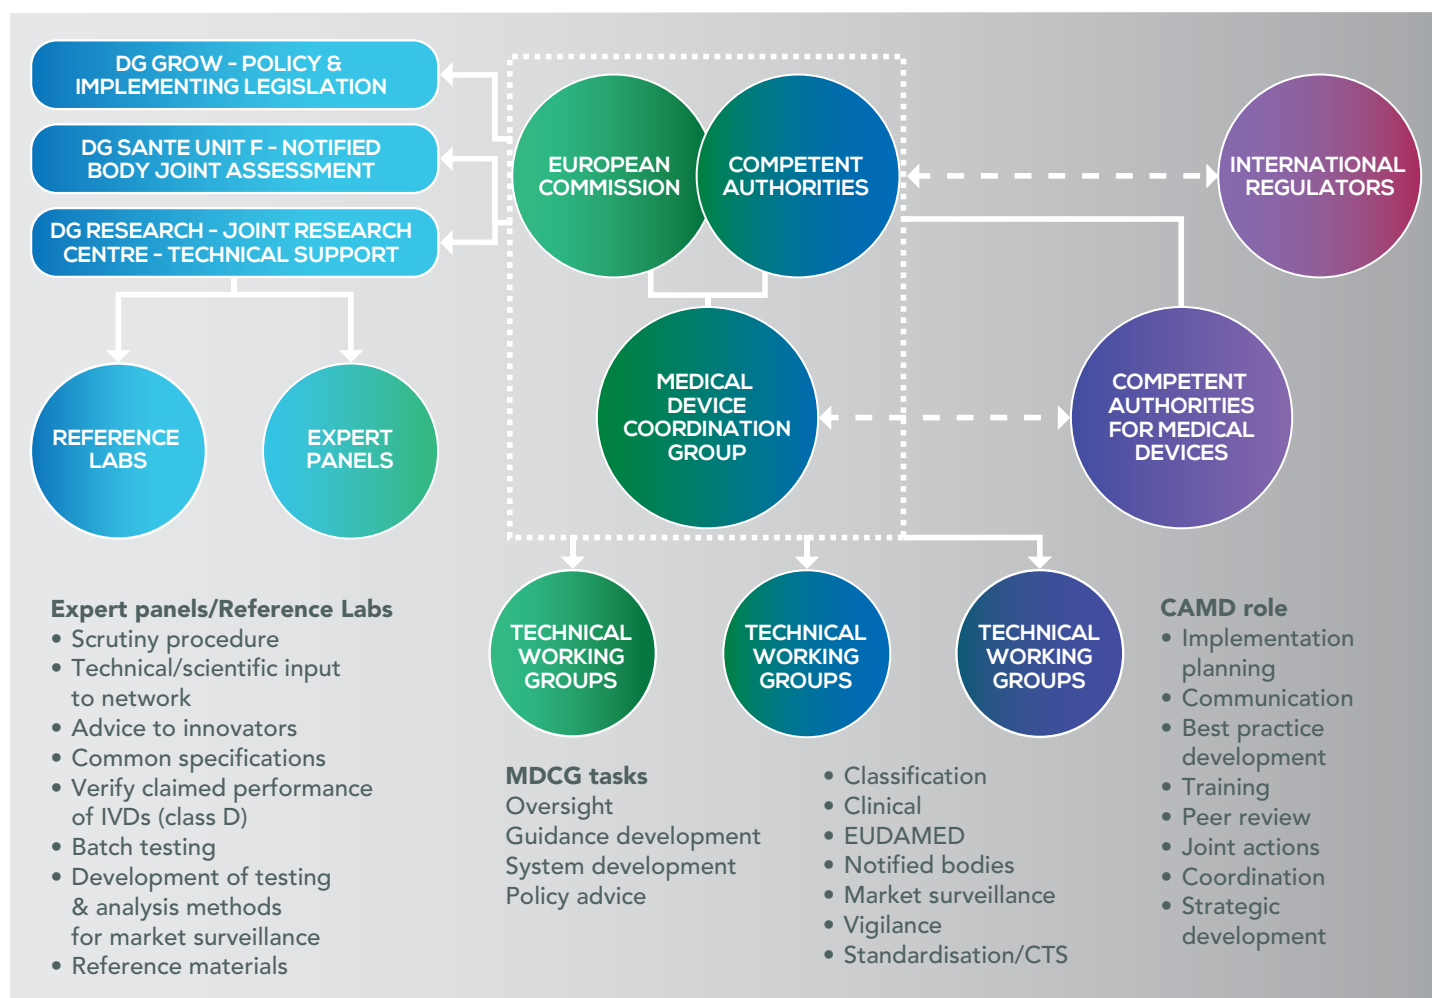 DG GROW - POLICY &
IMPLEMENTING LEGISLATION
DG SANTE UNIT F - NOTIFIED
BODY JOINT ASSESSMENT
DG RESEARCH - JOINT RESEARCH
CENTRE - TECHNICAL SUPPORT
EUROPEAN
COMMISSION
COMPETENT
AUTHORITIES
INTERNATIONAL
REGULATORS
REFERENCE
LABS
EXPERT
PANELS
MEDICAL
DEVICE
COORDINATION
GROUP
COMPETENT
AUTHORITIES
FOR MEDICAL
DEVICES
TECHNICAL
WORKING
GROUPS
TECHNICAL
WORKING
GROUPS
TECHNICAL
WORKING
GROUPS
Expert panels/Reference Labs
• Scrutiny procedure
• Technical/scientific input
to network
• Advice to innovators
• Common specifications
• Verify claimed performance
of IVDs (class D)
• Batch testing
• Development of testing
& analysis methods
for market surveillance
• Reference materials
MDCG tasks
Oversight
Guidance development
System development
Policy advice
• Classification
• Clinical
• EUDAMED
• Notified bodies
• Market surveillance
• Vigilance
• Standardisation/CTS
CAMD role
• Implementation
planning
• Communication
• Best practice
development
• Training
• Peer review
• Joint actions
• Coordination
• Strategic
development